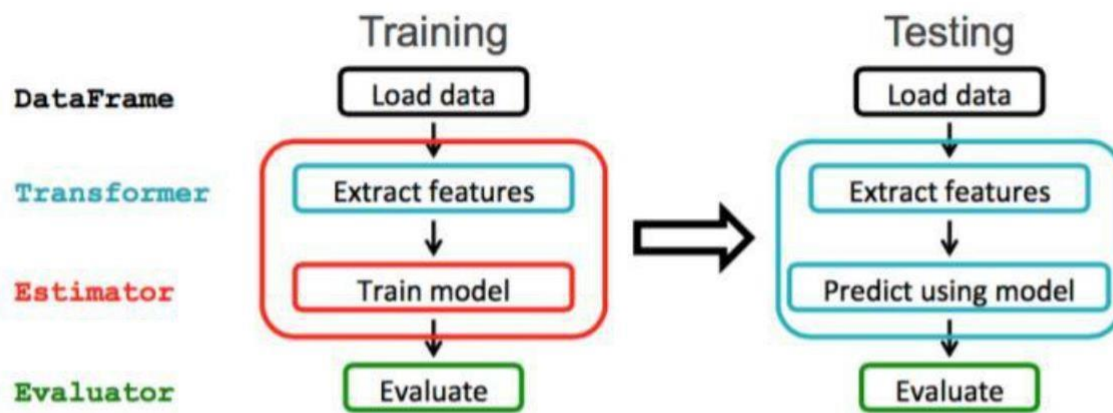 Training Testing
DataFrame Load data Load data
Transformer Extract features Extract features
Estimator Train model Predict using model
Evaluator Evaluate Evaluate